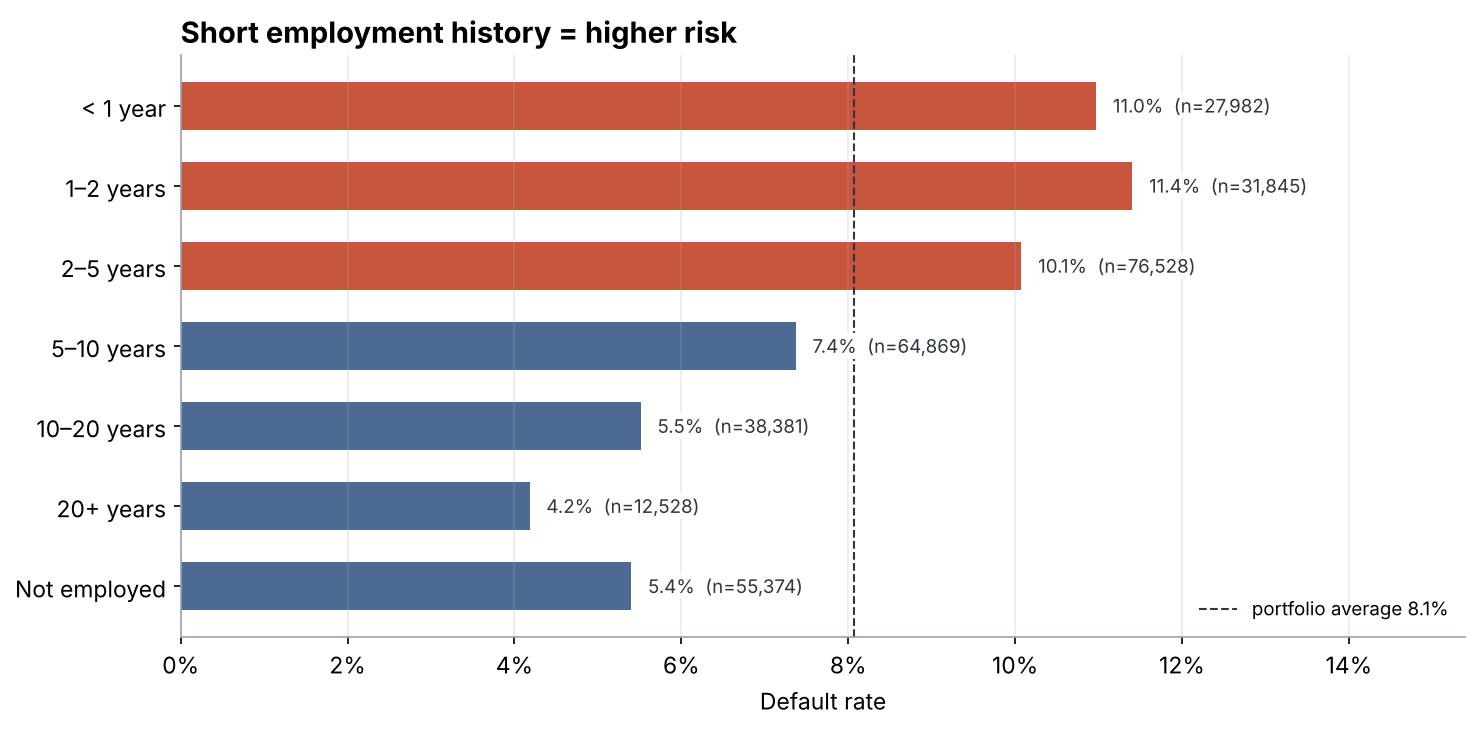 Short employment history = higher risk
< 1 year
11.0% (n=27,982)
1–2 years
11.4% (n=31,845)
2–5 years
10.1% (n=76,528)
5–10 years
7.4% (n=64,869)
10–20 years
5.5% (n=38,381)
20+ years
4.2% (n=12,528)
Not employed
5.4% (n=55,374)
portfolio average 8.1%
0% 2% 4% 6% 8% 10% 12% 14%
Default rate